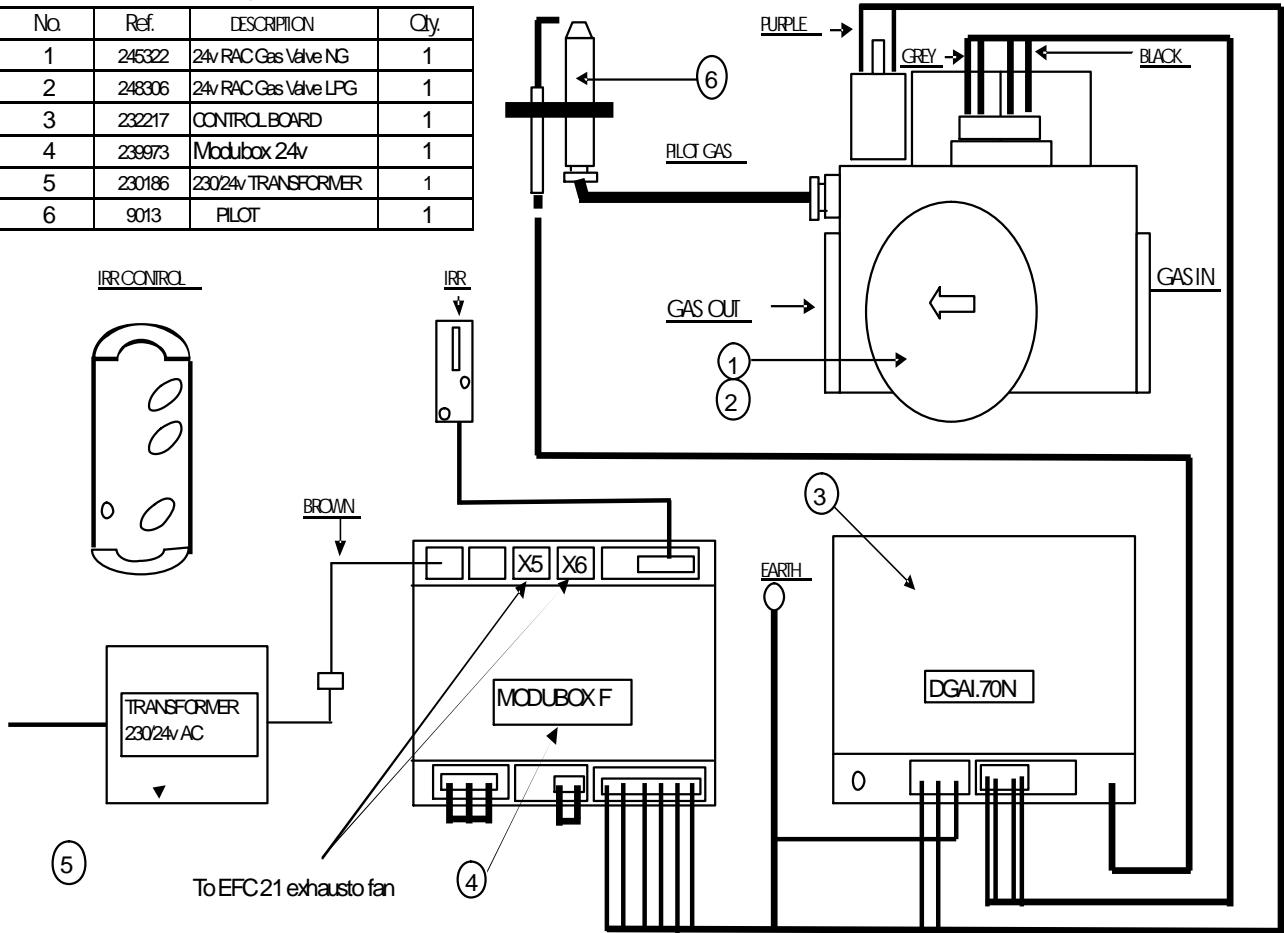 No. Ref. DESCRIPTION Qty.
1 245322 24v RAC Gas Valve NG 1
2 248306 24v RAC Gas Valve LPG 1
3 232217 CONTROL BOARD 1
4 239973 Modubox 24v 1
5 230186 230/24v TRANSFORMER 1
6 9013 PILOT 1
PURPLE
GREY
BLACK
6
PILOT GAS
IRR CONTROL
IRR
GAS IN
GAS OUT
1
2
3
BROWN
X5 X6
EARTH
TRANSFORMER
230/24v AC
MODUBOX F
DGAI.70N
5
To EFC 21 exhausto fan
4